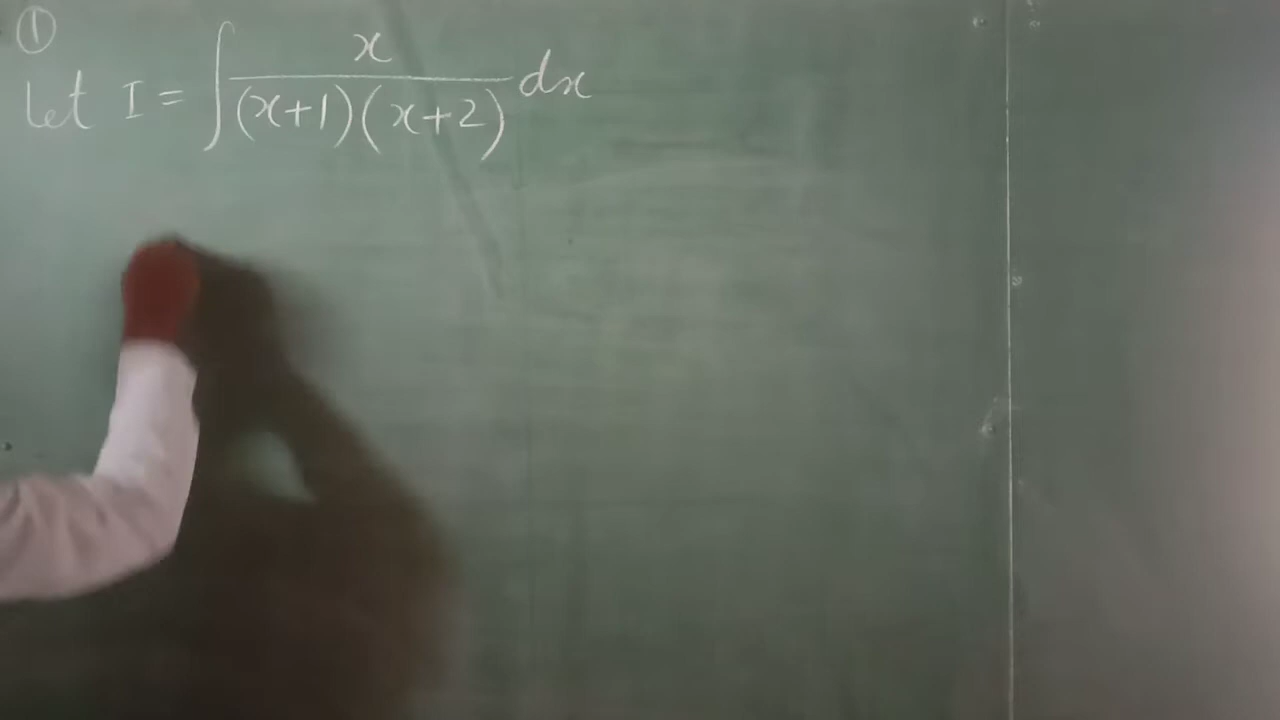 ①
Let I = ∫ x/((x+1)(x+2)) dx